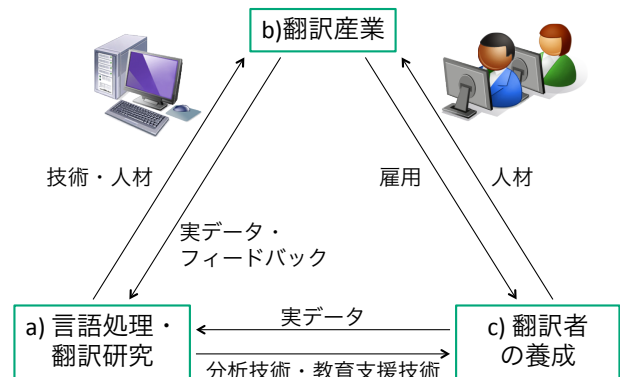 b)翻訳産業
技術・人材
雇用
人材
実データ・
フィードバック
a) 言語処理・
翻訳研究
実データ
c) 翻訳者
の養成
分析技術・教育支援技術